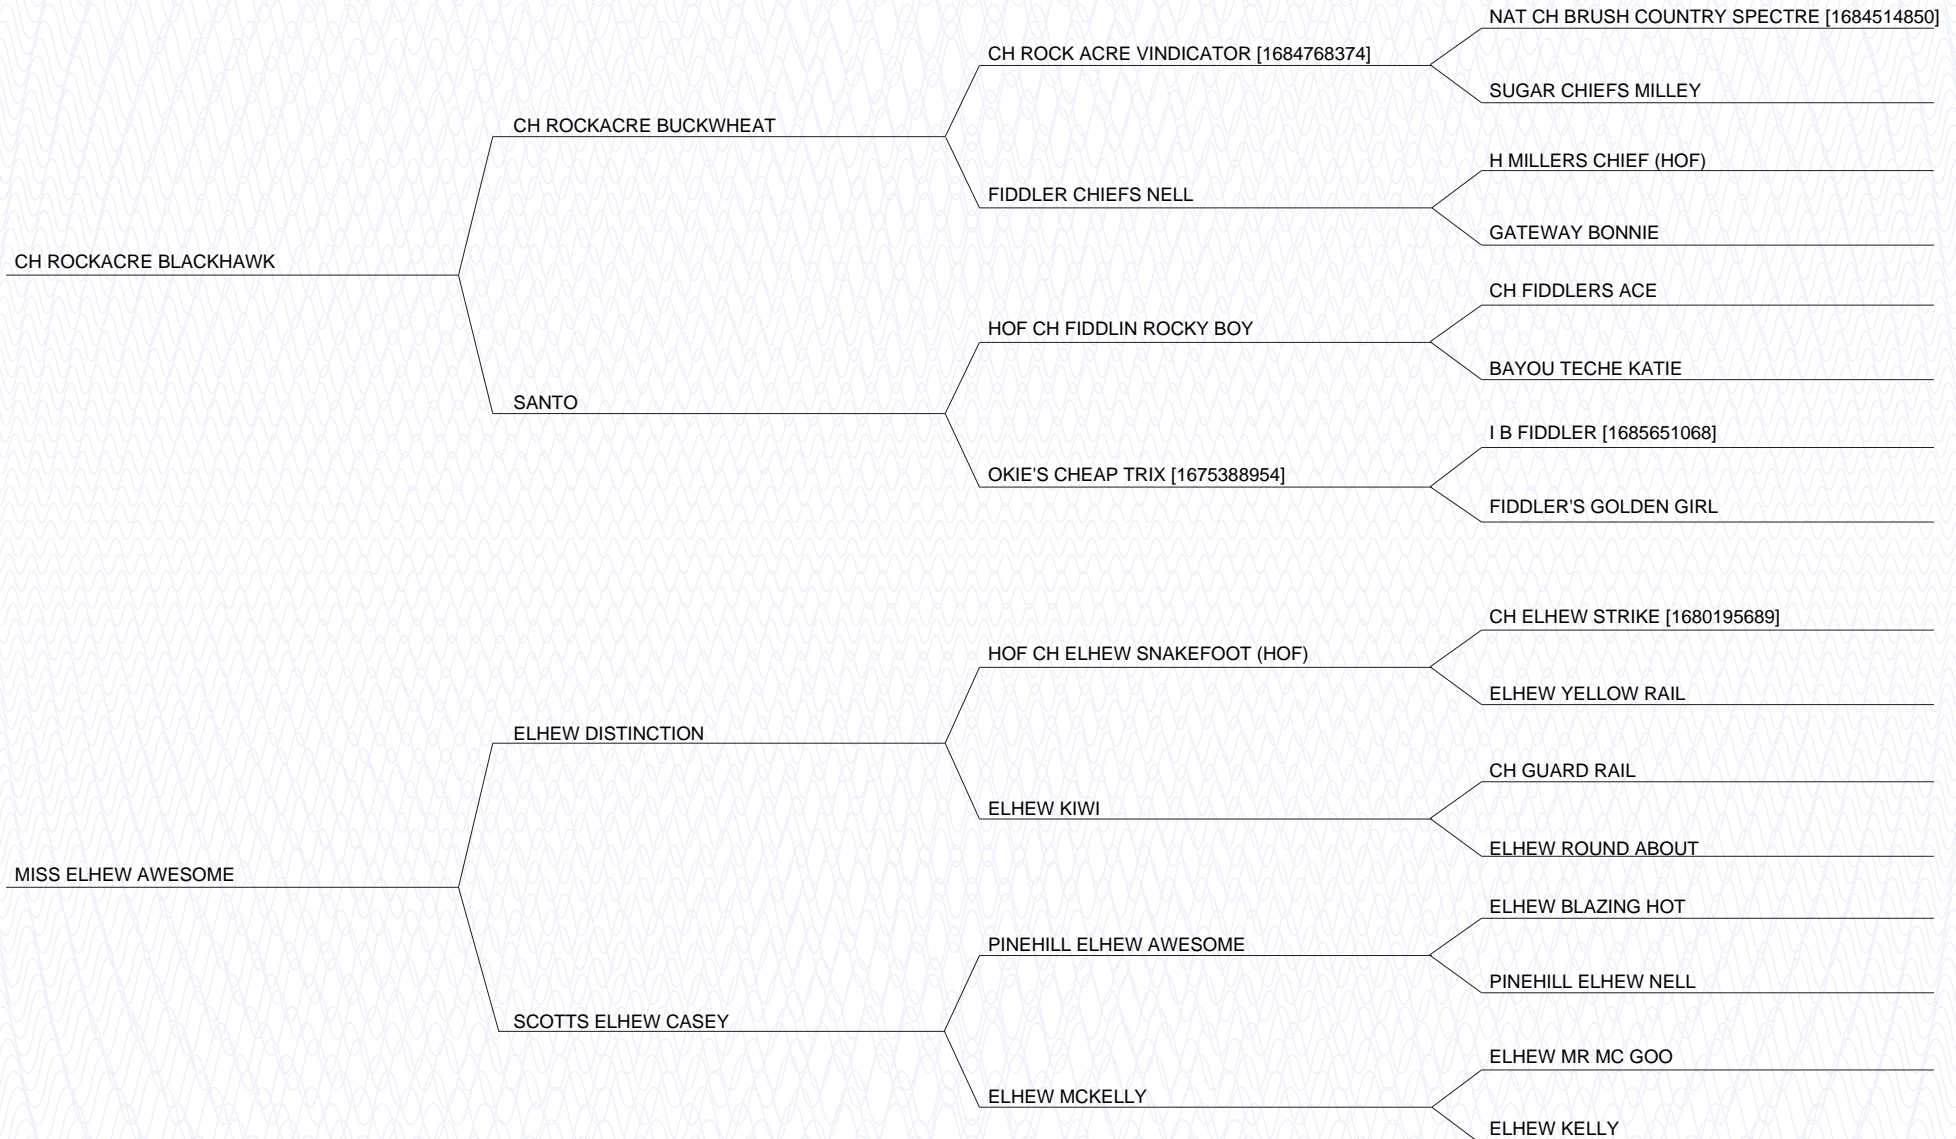 NAT CH BRUSH COUNTRY SPECTRE [1684514850]
CH ROCK ACRE VINDICATOR [1684768374]
SUGAR CHIEFS MILLEY
CH ROCKACRE BUCKWHEAT
H MILLERS CHIEF (HOF)
FIDDLER CHIEFS NELL
GATEWAY BONNIE
CH ROCKACRE BLACKHAWK
CH FIDDLERS ACE
HOF CH FIDDLIN ROCKY BOY
BAYOU TECHE KATIE
SANTO
I B FIDDLER [1685651068]
OKIE'S CHEAP TRIX [1675388954]
FIDDLER'S GOLDEN GIRL
CH ELHEW STRIKE [1680195689]
HOF CH ELHEW SNAKEFOOT (HOF)
ELHEW YELLOW RAIL
ELHEW DISTINCTION
CH GUARD RAIL
ELHEW KIWI
ELHEW ROUND ABOUT
MISS ELHEW AWESOME
ELHEW BLAZING HOT
PINEHILL ELHEW AWESOME
PINEHILL ELHEW NELL
SCOTTS ELHEW CASEY
ELHEW MR MC GOO
ELHEW MCKELLY
ELHEW KELLY